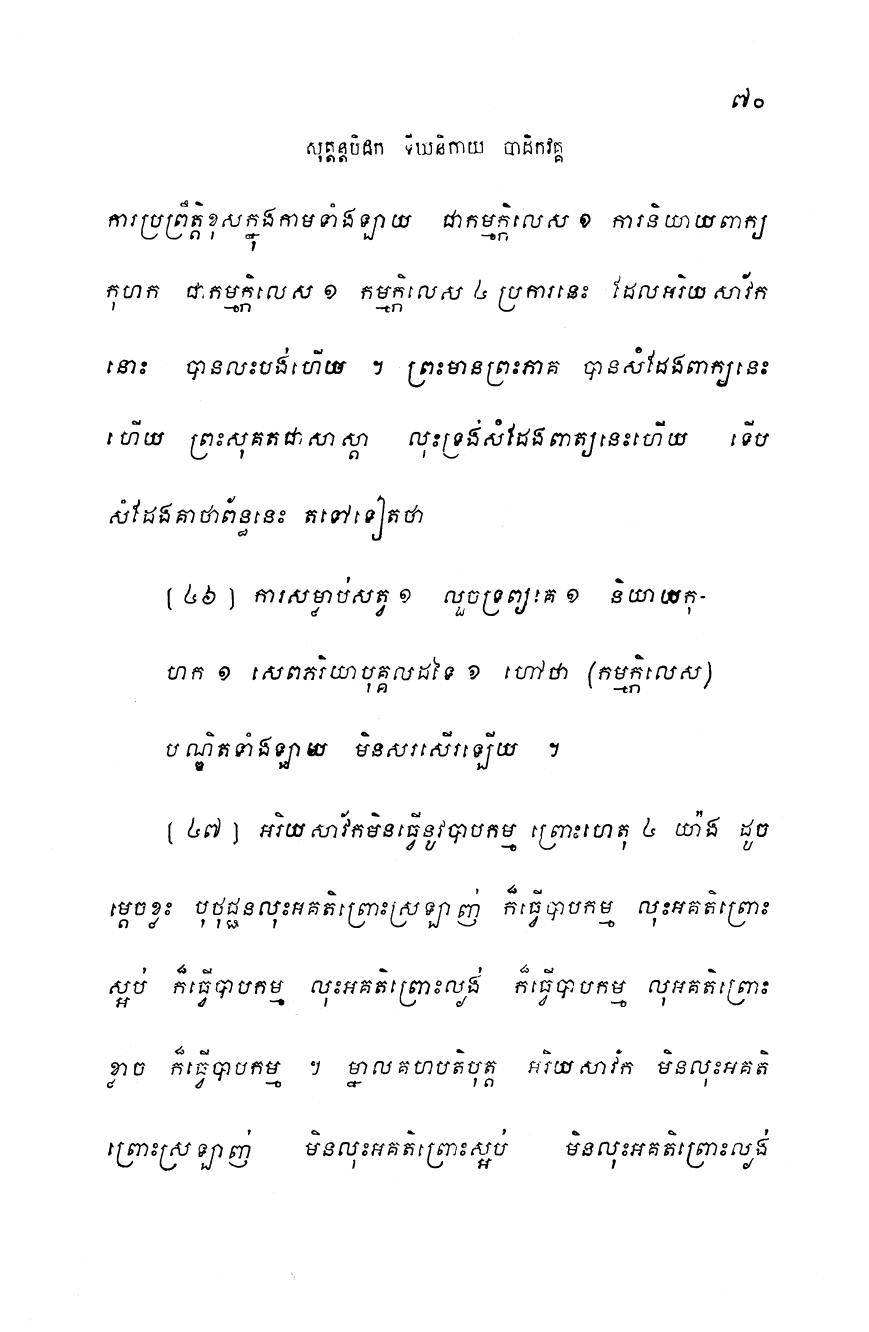 ៧០
សុត្តន្តបិដក ទីឃនិកាយ បាដិកវគ្គ
ការប្រព្រឹត្តិខុសក្នុងកាមទាំងឡាយ ជាកម្មក្កិលេស ១ ការនិយាយពាក្យ
កុហក ជាកម្មក្កិលេស ១ កម្មក្កិលេស ៤ ប្រការនេះ ដែលអរិយសាវ័ក
នោះ បានលះបង់ហើយ ។ ព្រះមានព្រះភាគ បានសំដែងពាក្យនេះ
ហើយ ព្រះសុគតជាសាស្តា លុះទ្រង់សំដែងពាក្យនេះហើយ ទើប
សំដែងគាថាព័ន្ធនេះ តទៅទៀតថា
[ ៤៦ ] ការសម្លាប់សត្វ ១ លួចទ្រព្យគេ ១ និយាយកុ-
ហក ១ សេពភរិយាបុគ្គលដទៃ ១ ហៅថា (កម្មក្កិលេស)
បណ្ឌិតទាំងឡាយ មិនសរសើរឡើយ ។
[ ៤៧ ] អរិយសាវ័កមិនធ្វើនូវបាបកម្ម ព្រោះហេតុ ៤ យ៉ាង ដូច
ម្តេចខ្លះ បុថុជ្ជនលុះអគតិព្រោះស្រឡាញ់ ក៏ធ្វើបាបកម្ម លុះអគតិព្រោះ
ស្អប់ ក៏ធ្វើបាបកម្ម លុះអគតិព្រោះល្ងង់ ក៏ធ្វើបាបកម្ម លុអគតិព្រោះ
ខ្លាច ក៏ធ្វើបាបកម្ម ។ ម្នាលគហបតិបុត្ត អរិយសាវ័ក មិនលុះអគតិ
ព្រោះស្រឡាញ់ មិនលុះអគតិព្រោះស្អប់ មិនលុះអគតិព្រោះល្ងង់